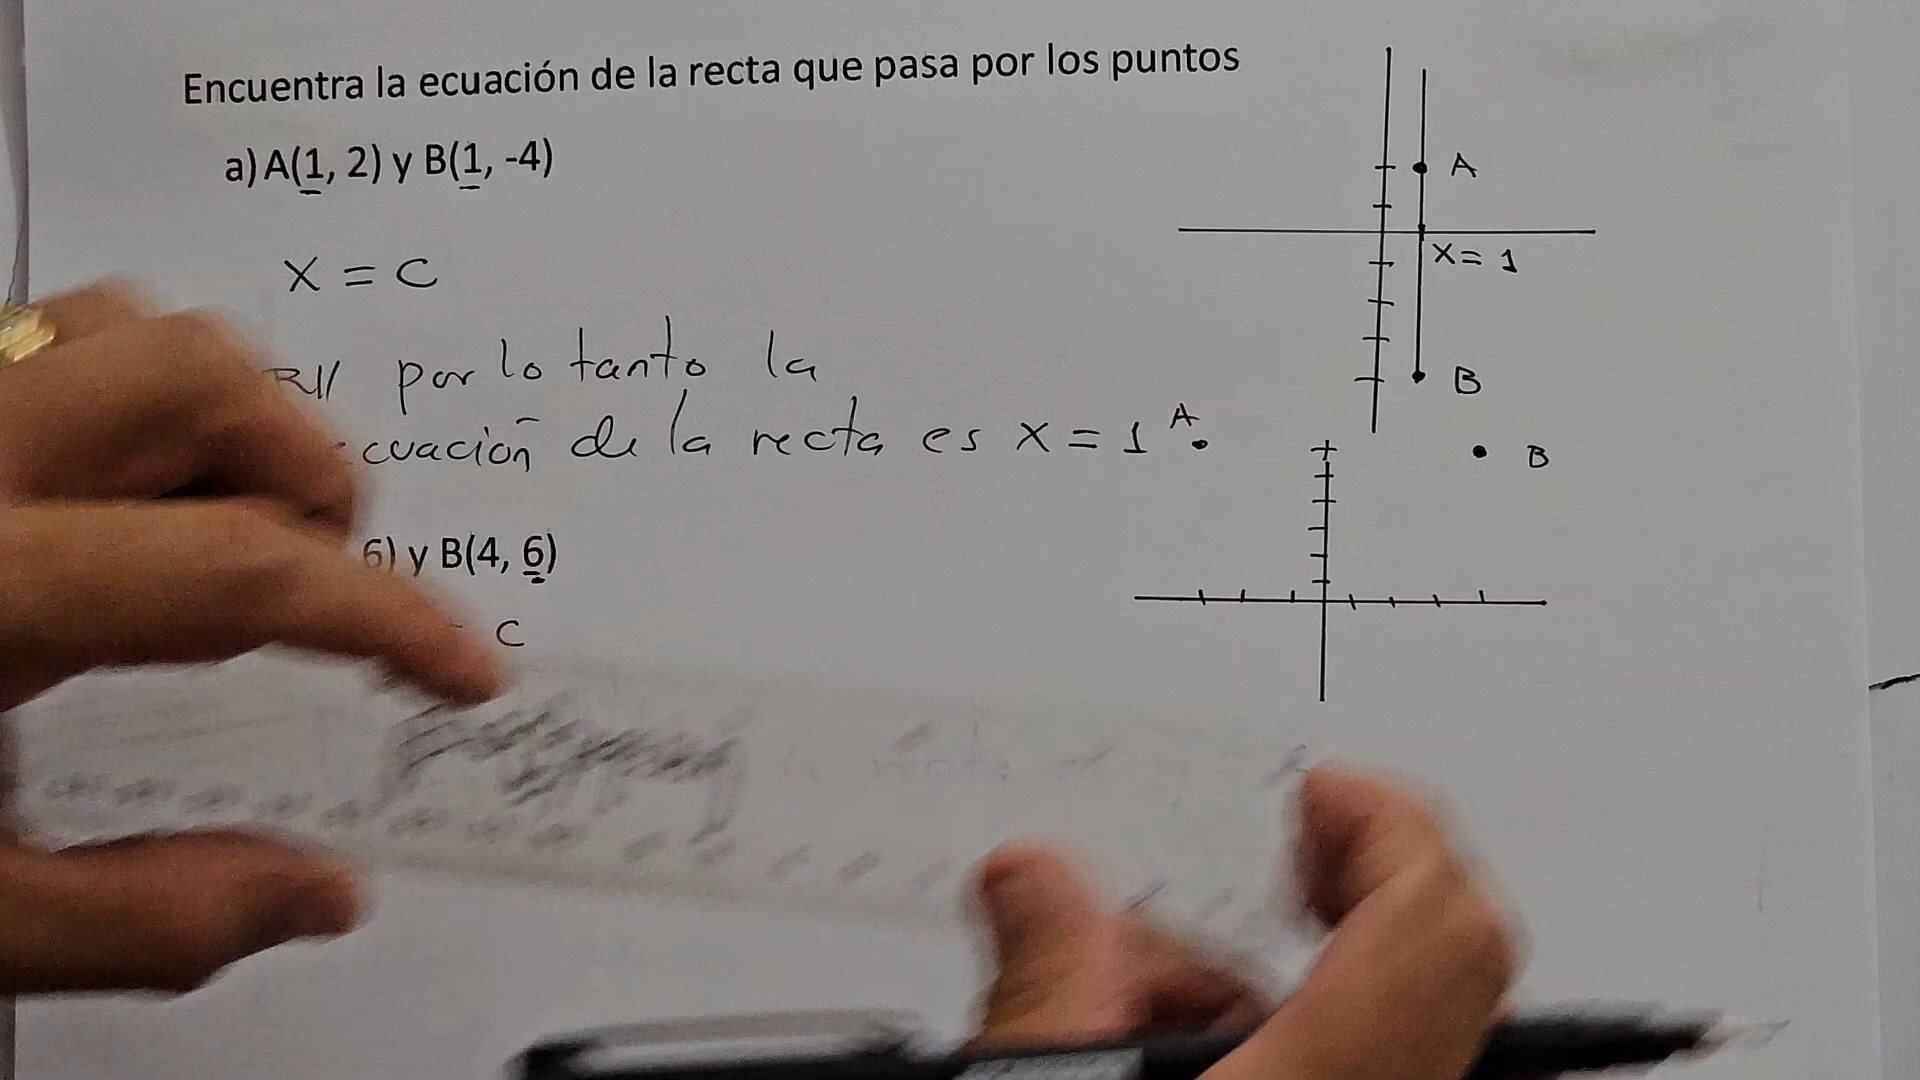 Encuentra la ecuación de la recta que pasa por los puntos
a) A(1, 2) y B(1, -4)
A
x = c
x = 1
R// por lo tanto la
B
cuación de la recta es x = 1
A
B
6) y B(4, 6)
c